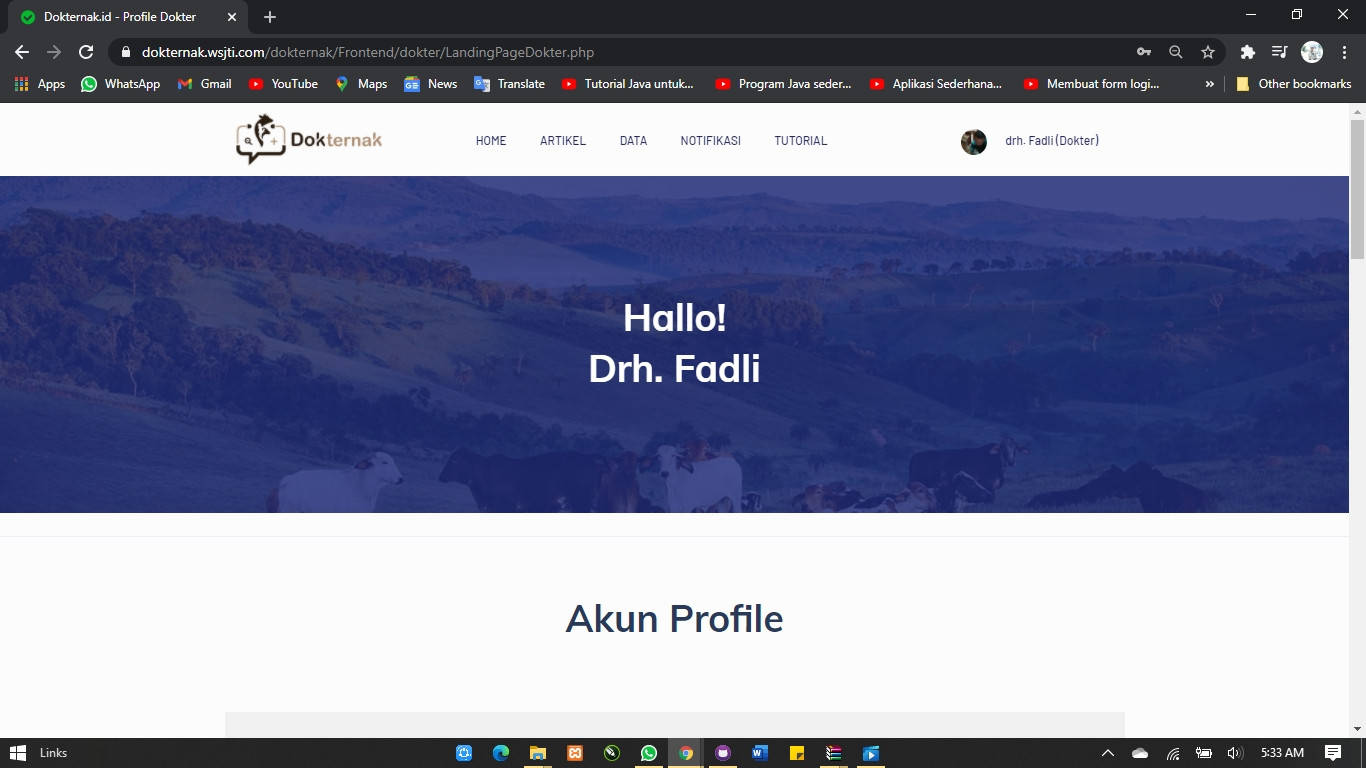 Dokternak.id - Profile Dokter
dokternak.wsjti.com/dokternak/Frontend/dokter/LandingPageDokter.php
Apps WhatsApp Gmail YouTube Maps News Translate Tutorial Java untuk... Program Java seder... Aplikasi Sederhana... Membuat form logi... » Other bookmarks
Dokternak HOME ARTIKEL DATA NOTIFIKASI TUTORIAL drh. Fadli (Dokter)
Hallo!
Drh. Fadli
Akun Profile
Links 5:33 AM